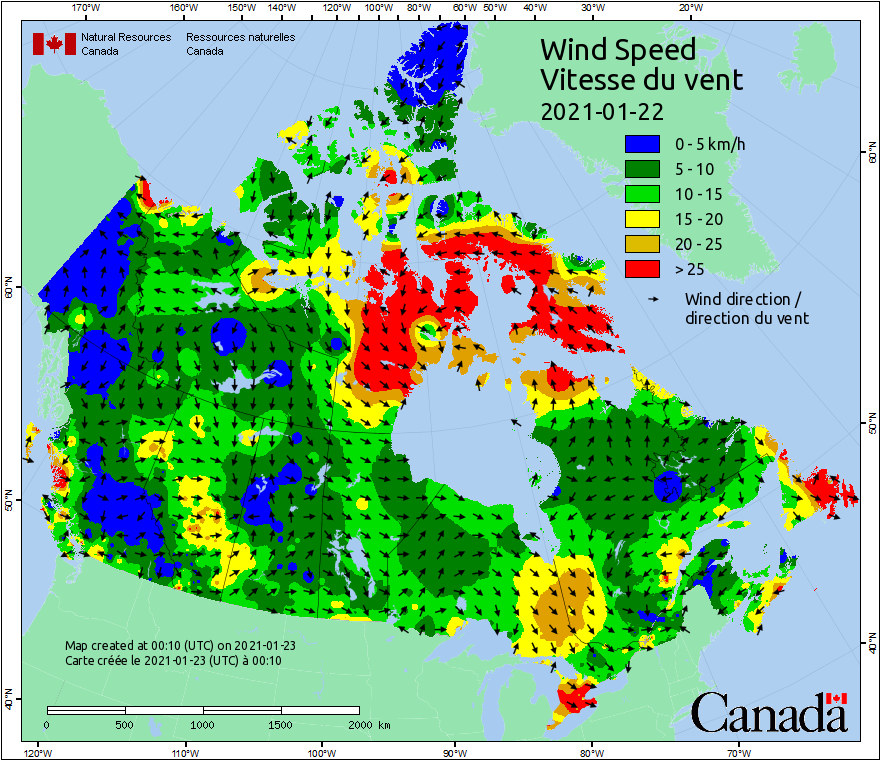 170°W 160°W 150°W 140°W 130°W 120°W 110°W 100°W 90°W 80°W 70°W 60°W 50°W 40°W 30°W 20°W
Natural Resources Ressources naturelles
Canada Canada
Wind Speed
Vitesse du vent
2021-01-22
0 - 5 km/h
5 - 10
10 - 15
15 - 20
20 - 25
> 25
Wind direction /
direction du vent
60°N 60°N
50°N 50°N
40°N 40°N
Map created at 00:10 (UTC) on 2021-01-23
Carte créée le 2021-01-23 (UTC) à 00:10
0 500 1000 1500 2000 km
Canada
120°W 110°W 100°W 90°W 80°W 70°W